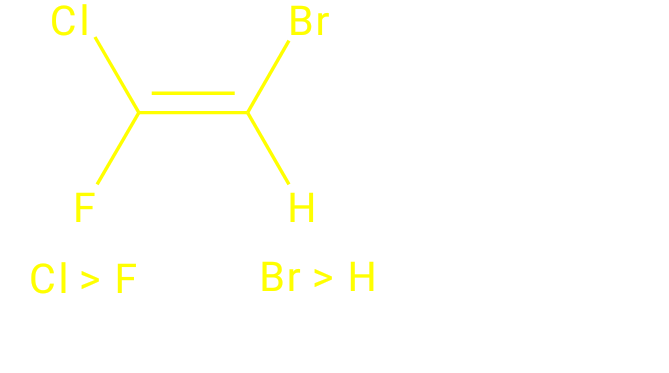 Cl Br
F H
Cl > F Br > H